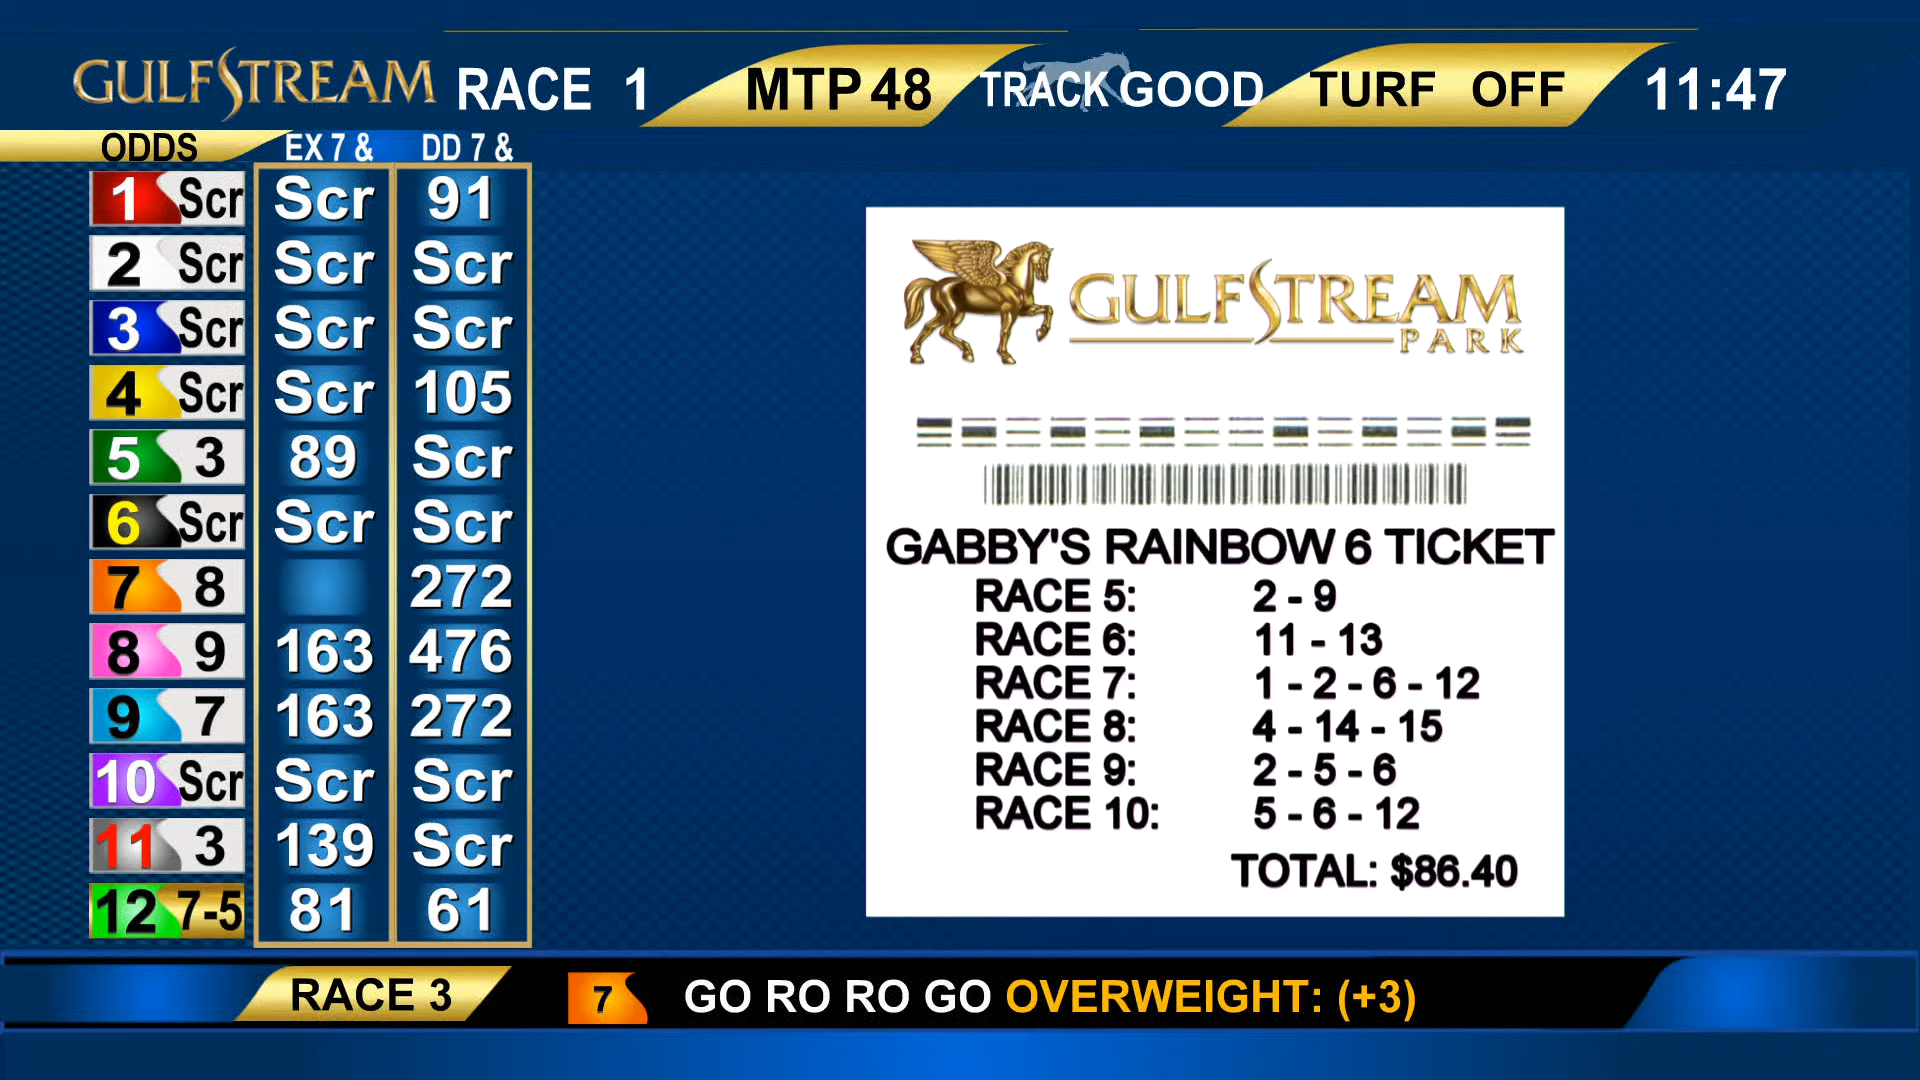 GULFSTREAM RACE 1 MTP 48 TRACK GOOD TURF OFF 11:47
ODDS EX 7 & DD 7 &
1 Scr Scr 91
2 Scr Scr Scr
3 Scr Scr Scr
4 Scr Scr 105
5 3 89 Scr
6 Scr Scr Scr
7 8 272
8 9 163 476
9 7 163 272
10 Scr Scr Scr
11 3 139 Scr
12 7-5 81 61
GULFSTREAM
PARK
GABBY'S RAINBOW 6 TICKET
RACE 5: 2 - 9
RACE 6: 11 - 13
RACE 7: 1 - 2 - 6 - 12
RACE 8: 4 - 14 - 15
RACE 9: 2 - 5 - 6
RACE 10: 5 - 6 - 12
TOTAL: $86.40
RACE 3 7 GO RO RO GO OVERWEIGHT: (+3)